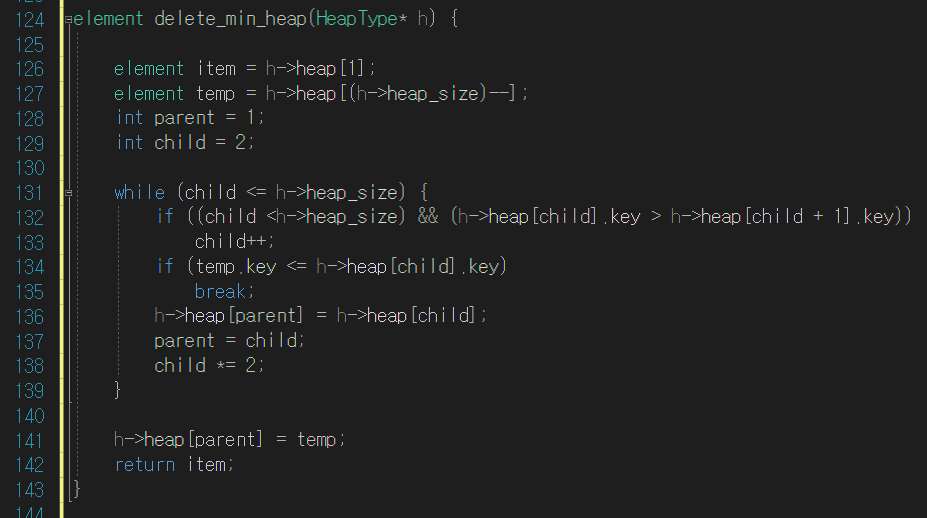 124 element delete_min_heap(HeapType* h) {
125
126 element item = h->heap[1];
127 element temp = h->heap[(h->heap_size)--];
128 int parent = 1;
129 int child = 2;
130
131 while (child <= h->heap_size) {
132 if ((child <h->heap_size) && (h->heap[child].key > h->heap[child + 1].key))
133 child++;
134 if (temp.key <= h->heap[child].key)
135 break;
136 h->heap[parent] = h->heap[child];
137 parent = child;
138 child *= 2;
139 }
140
141 h->heap[parent] = temp;
142 return item;
143 }
144